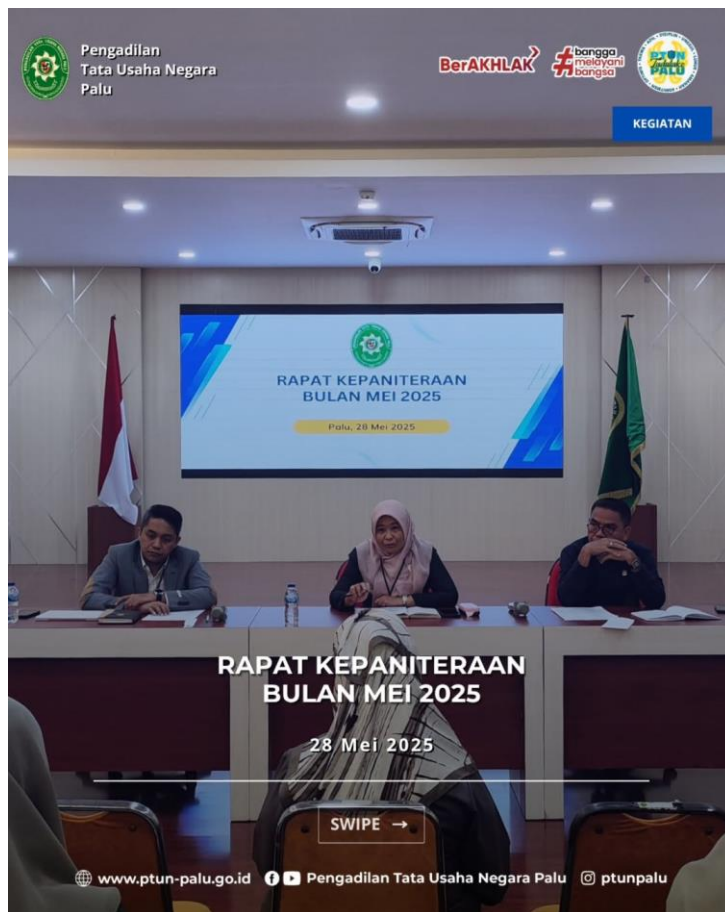 Pengadilan
Tata Usaha Negara
Palu
BerAKHLAK
#bangga
melayani
bangsa
PTUN
PALU
KEGIATAN
RAPAT KEPANITERAAN
BULAN MEI 2025
Palu, 28 Mei 2025
RAPAT KEPANITERAAN
BULAN MEI 2025
28 Mei 2025
SWIPE →
www.ptun-palu.go.id
Pengadilan Tata Usaha Negara Palu
ptunpalu